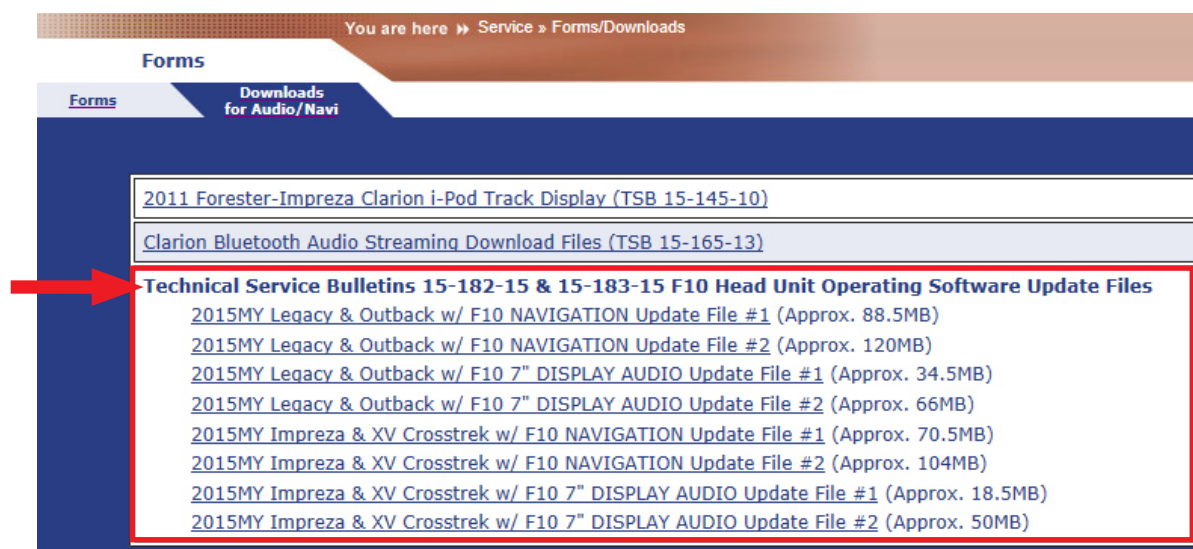 You are here » Service » Forms/Downloads
Forms
Forms
Downloads
for Audio/Navi
2011 Forester-Impreza Clarion i-Pod Track Display (TSB 15-145-10)
Clarion Bluetooth Audio Streaming Download Files (TSB 15-165-13)
Technical Service Bulletins 15-182-15 & 15-183-15 F10 Head Unit Operating Software Update Files
2015MY Legacy & Outback w/ F10 NAVIGATION Update File #1 (Approx. 88.5MB)
2015MY Legacy & Outback w/ F10 NAVIGATION Update File #2 (Approx. 120MB)
2015MY Legacy & Outback w/ F10 7" DISPLAY AUDIO Update File #1 (Approx. 34.5MB)
2015MY Legacy & Outback w/ F10 7" DISPLAY AUDIO Update File #2 (Approx. 66MB)
2015MY Impreza & XV Crosstrek w/ F10 NAVIGATION Update File #1 (Approx. 70.5MB)
2015MY Impreza & XV Crosstrek w/ F10 NAVIGATION Update File #2 (Approx. 104MB)
2015MY Impreza & XV Crosstrek w/ F10 7" DISPLAY AUDIO Update File #1 (Approx. 18.5MB)
2015MY Impreza & XV Crosstrek w/ F10 7" DISPLAY AUDIO Update File #2 (Approx. 50MB)